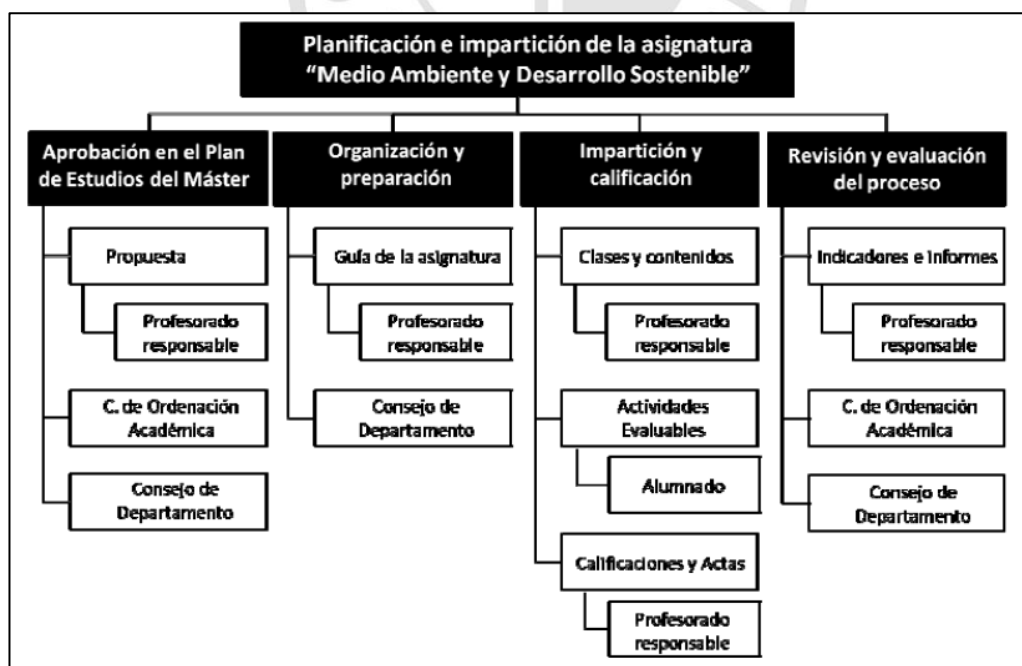 Planificación e impartición de la asignatura
“Medio Ambiente y Desarrollo Sostenible”
Aprobación en el Plan
de Estudios del Máster
Propuesta
Profesorado
responsable
C. de Ordenación
Académica
Consejo de
Departamento
Organización y
preparación
Guía de la asignatura
Profesorado
responsable
Consejo de
Departamento
Impartición y
calificación
Clases y contenidos
Profesorado
responsable
Actividades
Evaluables
Alumnado
Calificaciones y Actas
Profesorado
responsable
Revisión y evaluación
del proceso
Indicadores e Informes
Profesorado
responsable
C. de Ordenación
Académica
Consejo de
Departamento